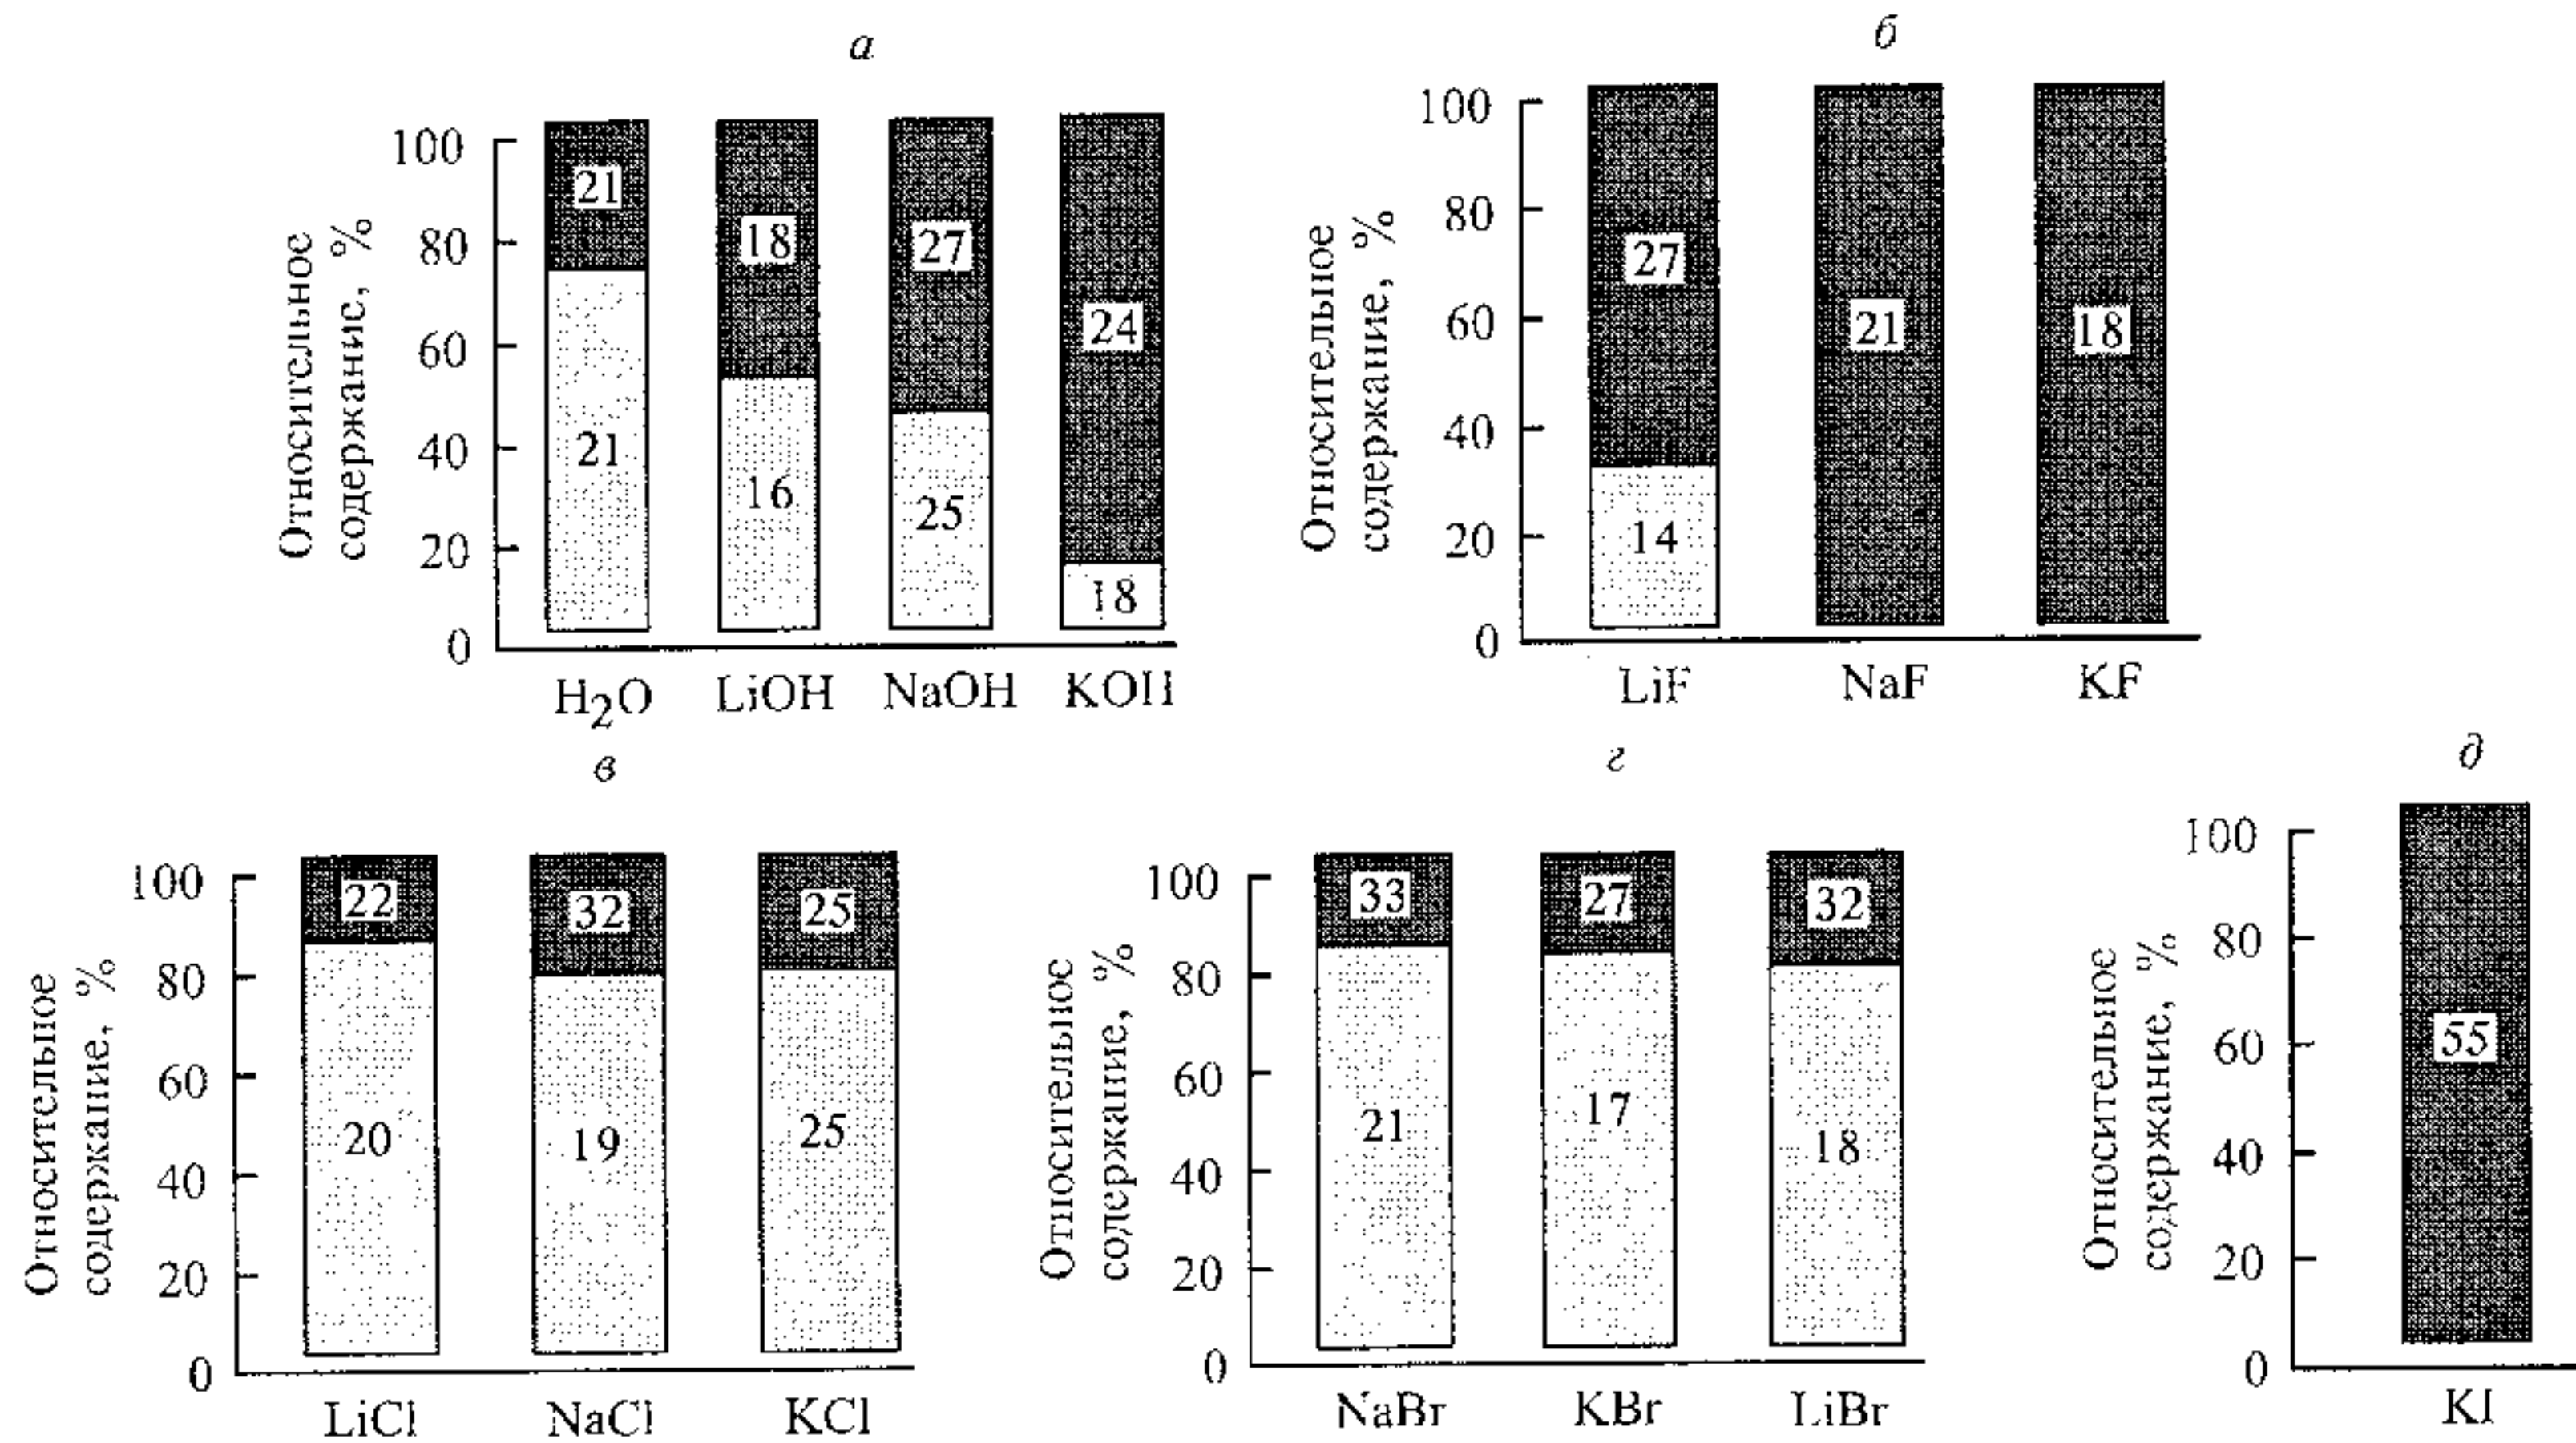 а
Относительное
содержание, %
100
80
60
40
20
0
21
21
18
16
27
25
24
18
H2O LiOH NaOH KOH
б
Относительное
содержание, %
100
80
60
40
20
0
27
14
21
18
LiF NaF KF
в
Относительное
содержание, %
100
80
60
40
20
0
22
20
32
19
25
25
LiCl NaCl KCl
г
Относительное
содержание, %
100
80
60
40
20
0
33
21
27
17
32
18
NaBr KBr LiBr
д
Относительное
содержание, %
100
80
60
40
20
0
55
KI